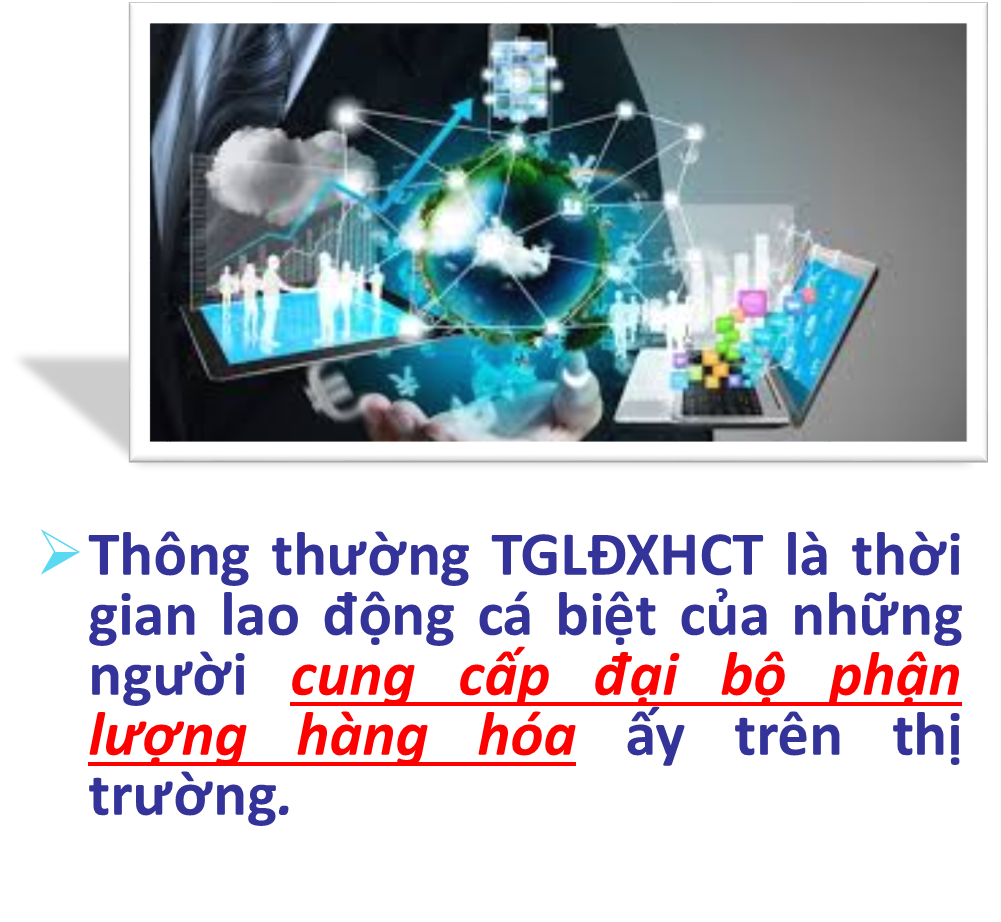 Thông thường TGLĐXHCT là thời
gian lao động cá biệt của những
người cung cấp đại bộ phận
lượng hàng hóa ấy trên thị
trường.